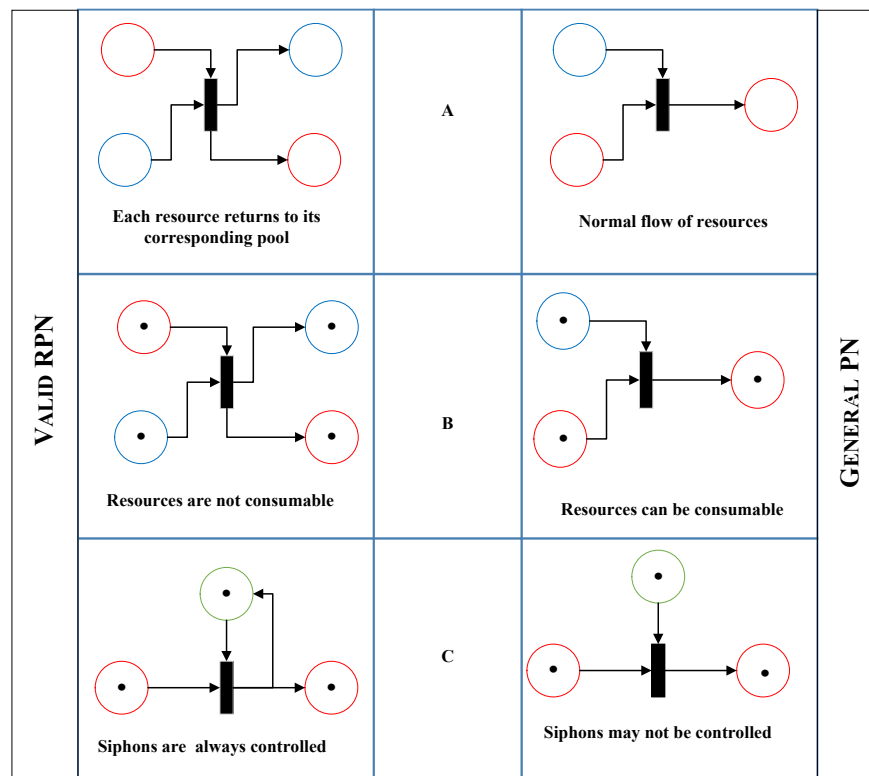 VALID RPN
A
Each resource returns to its
corresponding pool
Normal flow of resources
B
Resources are not consumable
Resources can be consumable
C
Siphons are always controlled
Siphons may not be controlled
GENERAL PN